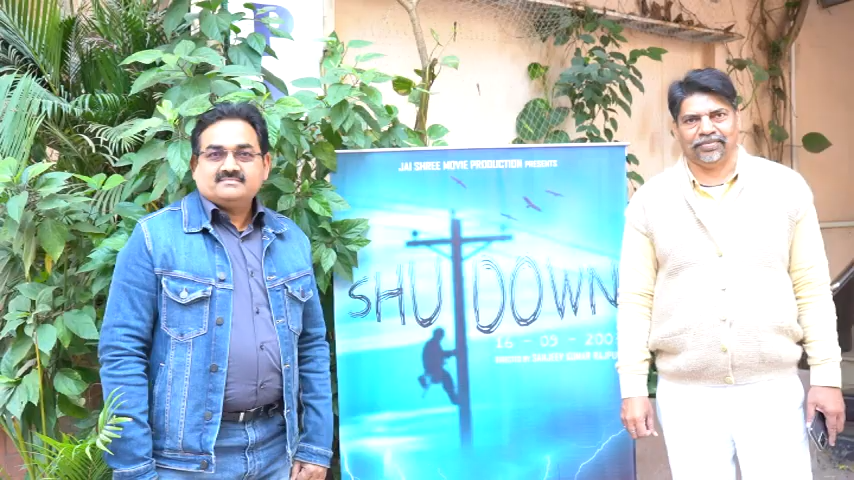 JAI SHREE MOVIE PRODUCTION PRESENTS
SHUTDOWN
16 - 05 - 200